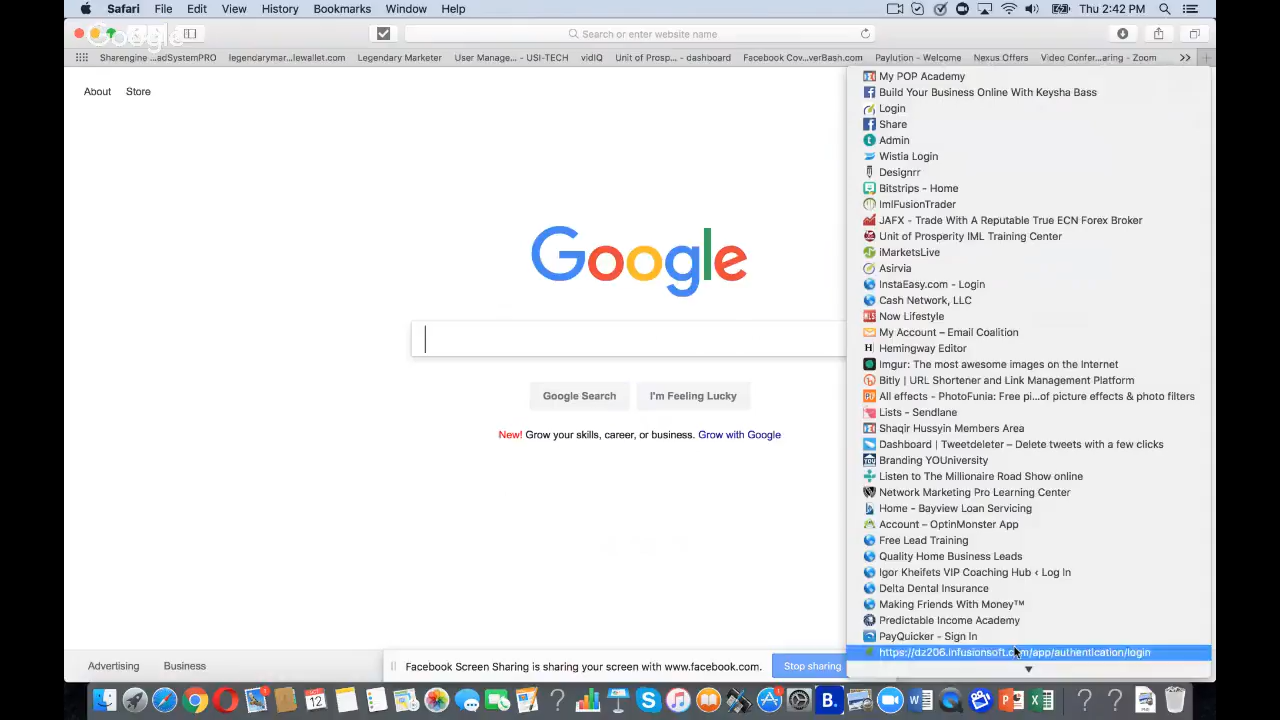 Safari File Edit View History Bookmarks Window Help
Thu 2:42 PM
Google
Search or enter website name
Sharengine ...edSystemPRO legendarymar...lewallet.com Legendary Marketer User Manage... - USI-TECH vidIQ Unit of Prosp... - dashboard Facebook Cov...verBash.com Paylution - Welcome Nexus Offers Video Confer...aring - Zoom
About Store
My POP Academy
Build Your Business Online With Keysha Bass
Login
Share
Admin
Wistia Login
Designrr
Bitstrips - Home
ImlFusionTrader
JAFX - Trade With A Reputable True ECN Forex Broker
Unit of Prosperity IML Training Center
iMarketsLive
Asirvia
InstaEasy.com - Login
Cash Network, LLC
Now Lifestyle
My Account – Email Coalition
Hemingway Editor
Imgur: The most awesome images on the Internet
Bitly | URL Shortener and Link Management Platform
All effects - PhotoFunia: Free pi...of picture effects & photo filters
Lists - Sendlane
Shaqir Hussyin Members Area
Dashboard | Tweetdeleter – Delete tweets with a few clicks
Branding YOUniversity
Listen to The Millionaire Road Show online
Network Marketing Pro Learning Center
Home - Bayview Loan Servicing
Account – OptinMonster App
Free Lead Training
Quality Home Business Leads
Igor Kheifets VIP Coaching Hub ‹ Log In
Delta Dental Insurance
Making Friends With Money™
Predictable Income Academy
PayQuicker - Sign In
https://dz206.infusionsoft.com/app/authentication/login
Google
Google Search I'm Feeling Lucky
New! Grow your skills, career, or business. Grow with Google
Advertising Business
Facebook Screen Sharing is sharing your screen with www.facebook.com. Stop sharing